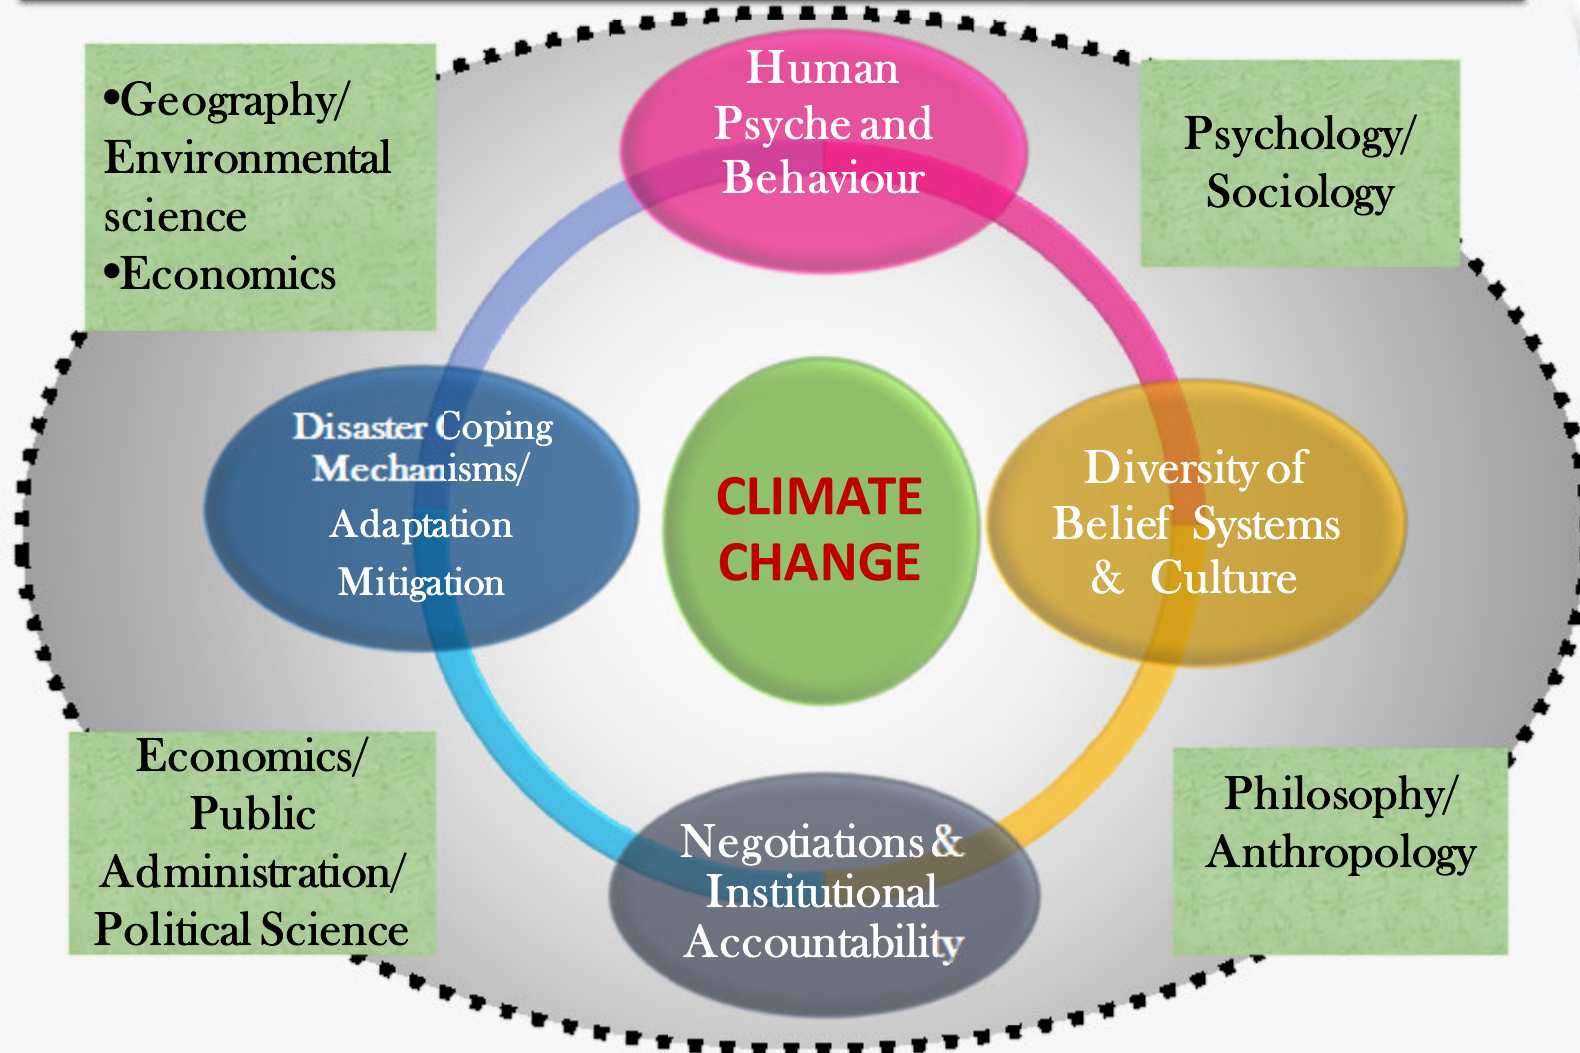 •Geography/
Environmental
science
•Economics
Human
Psyche and
Behaviour
Psychology/
Sociology
Disaster Coping
Mechanisms/
Adaptation
Mitigation
CLIMATE
CHANGE
Diversity of
Belief Systems
& Culture
Economics/
Public
Administration/
Political Science
Negotiations &
Institutional
Accountability
Philosophy/
Anthropology